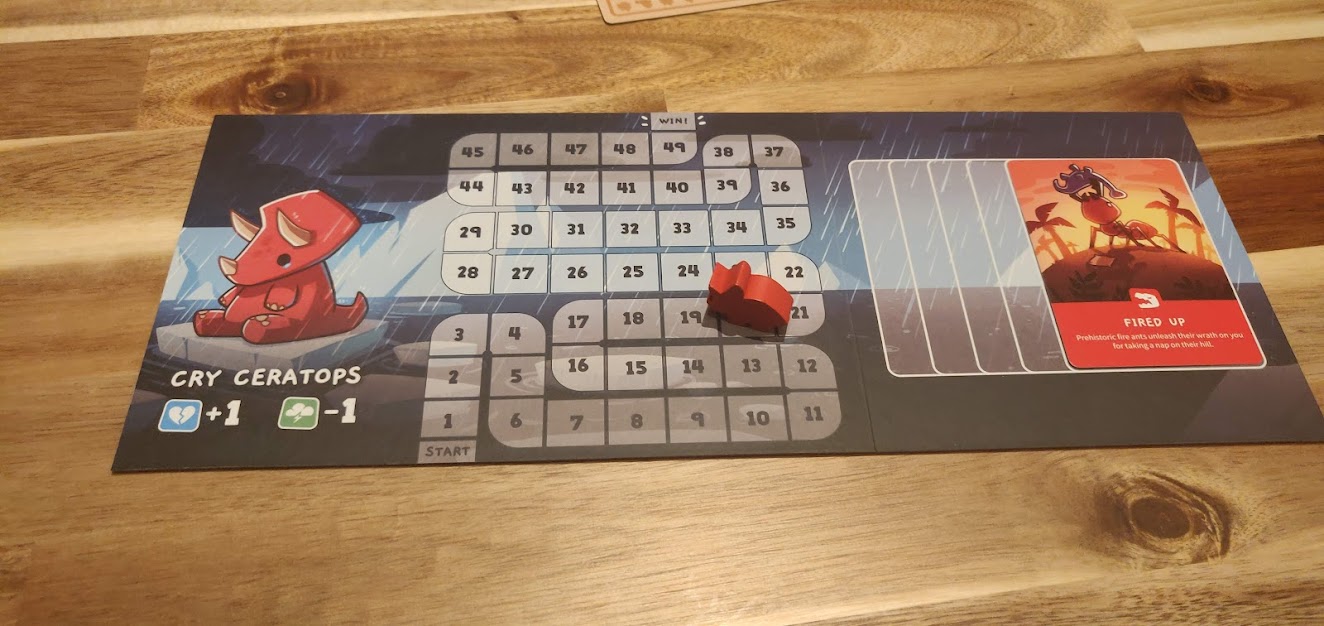 WIN!
45 46 47 48 49 38 37
44 43 42 41 40 39 36
29 30 31 32 33 34 35
28 27 26 25 24 22
3 4 17 18 19 21
2 5 16 15 14 13 12
1 6 7 8 9 10 11
START
CRY CERATOPS
+1 -1
FIRED UP
Prehistoric fire ants unleash their wrath on you
for taking a nap on their hill.